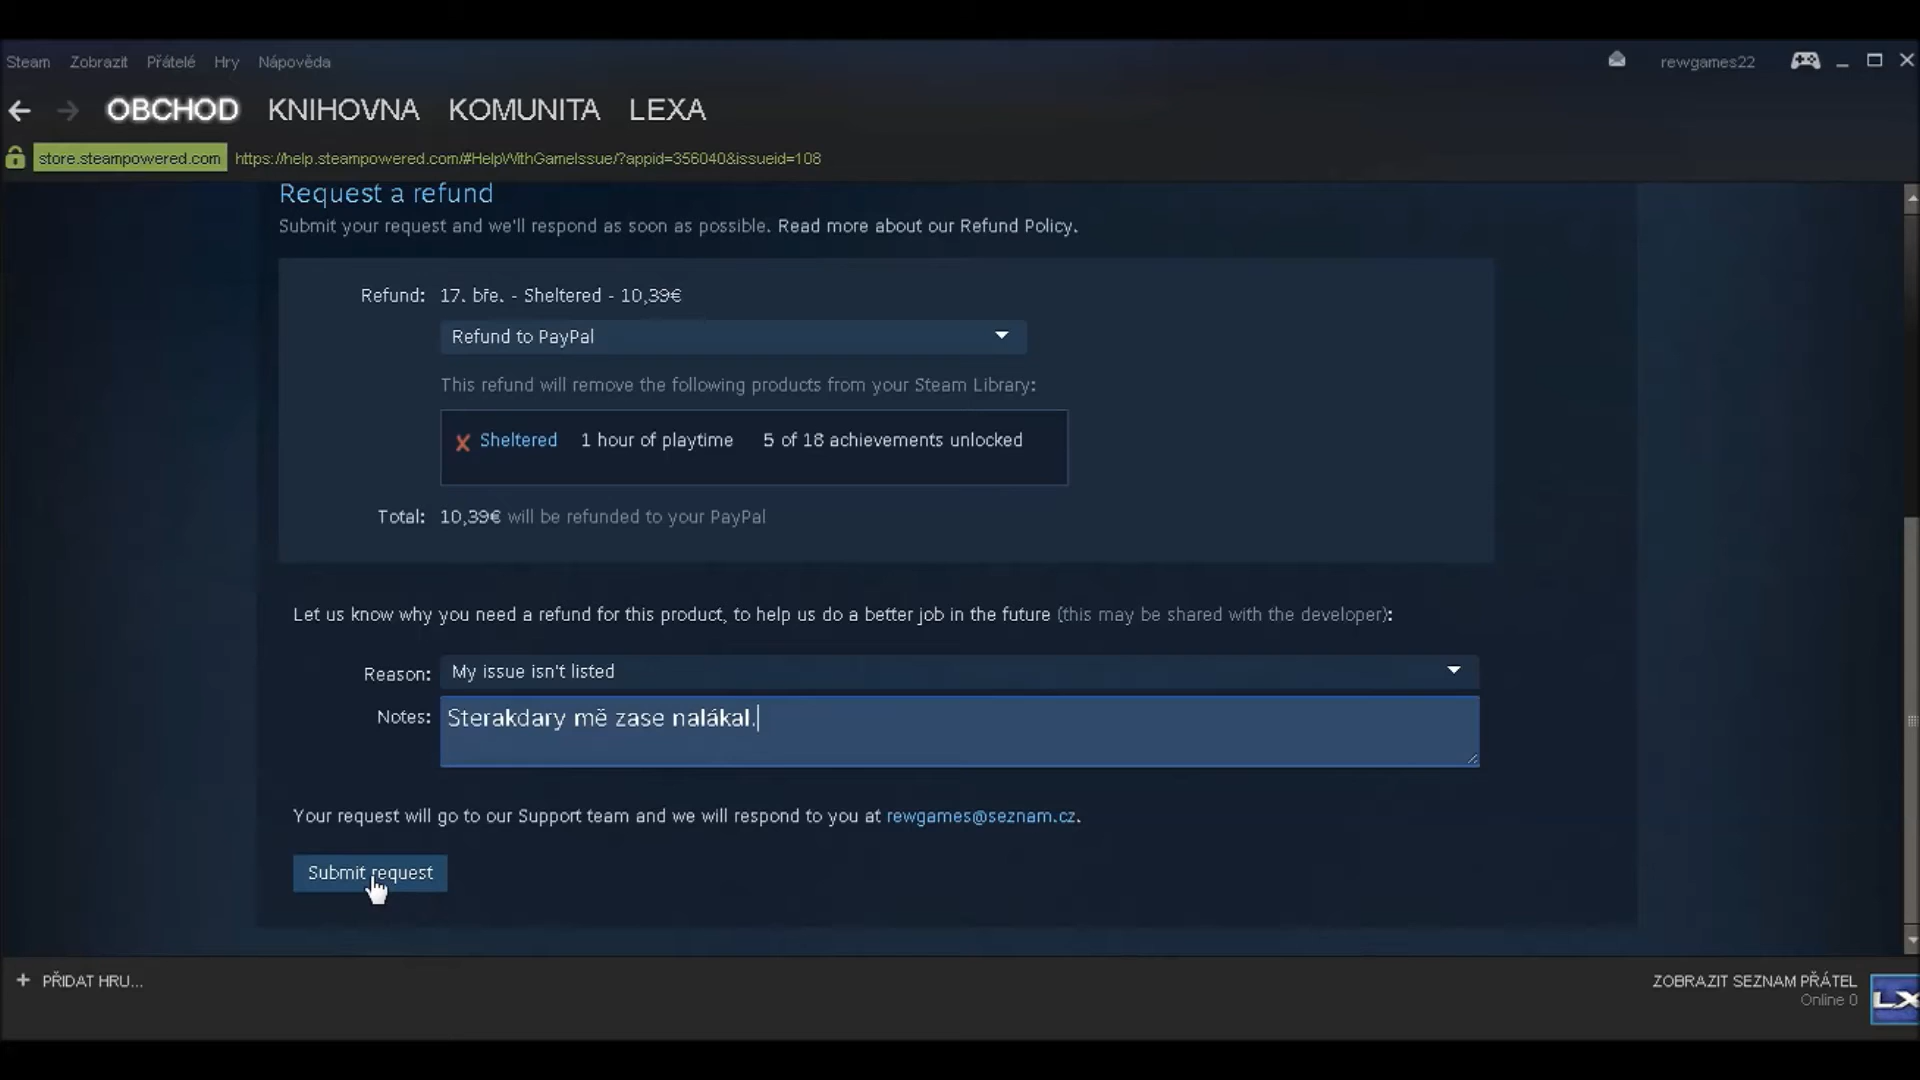 Steam Zobrazit Přátelé Hry Nápověda rewgames22
OBCHOD KNIHOVNA KOMUNITA LEXA
store.steampowered.com https://help.steampowered.com/#HelpWithGameIssue/?appid=356040&issueid=108
Request a refund
Submit your request and we'll respond as soon as possible. Read more about our Refund Policy.
Refund: 17. bře. - Sheltered - 10,39€
Refund to PayPal
This refund will remove the following products from your Steam Library:
X Sheltered 1 hour of playtime 5 of 18 achievements unlocked
Total: 10,39€ will be refunded to your PayPal
Let us know why you need a refund for this product, to help us do a better job in the future (this may be shared with the developer):
Reason: My issue isn't listed
Notes: Sterakdary mě zase nalákal.
Your request will go to our Support team and we will respond to you at rewgames@seznam.cz.
Submit request
+ PŘIDAT HRU... ZOBRAZIT SEZNAM PŘÁTEL
Online 0
LX